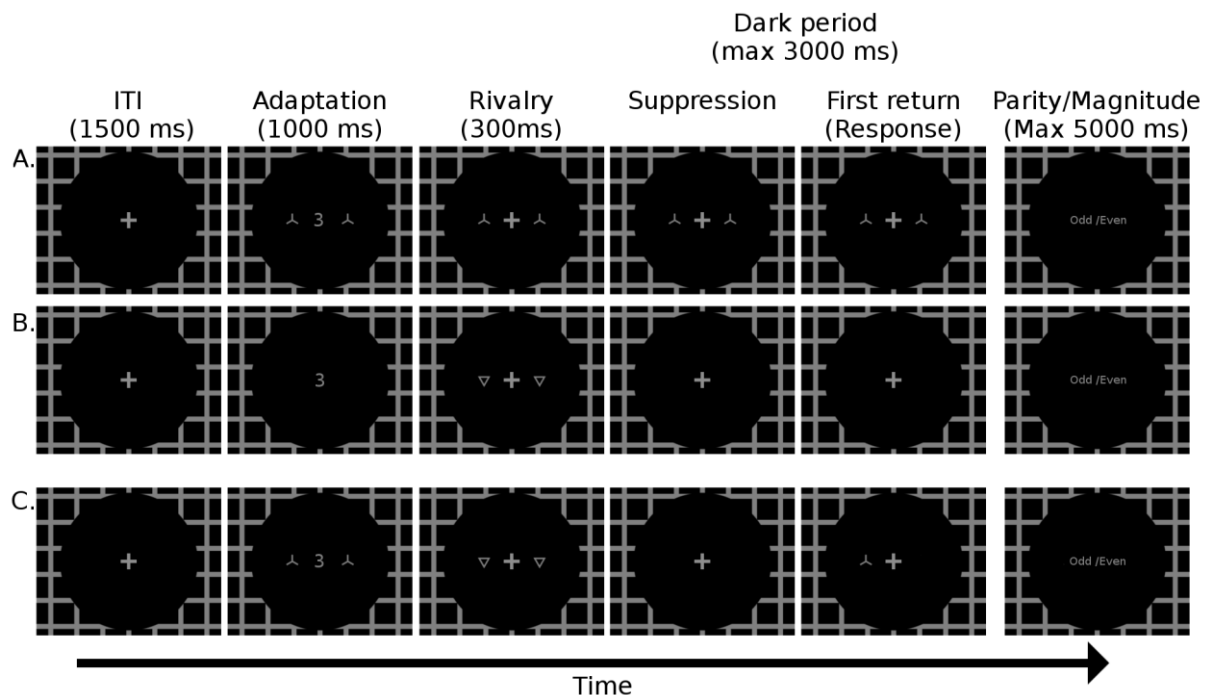 Dark period
(max 3000 ms)
ITI Adaptation Rivalry Suppression First return Parity/Magnitude
(1500 ms) (1000 ms) (300ms) (Response) (Max 5000 ms)
A.
3
Odd /Even
B.
3
Odd /Even
C.
3
Odd /Even
Time